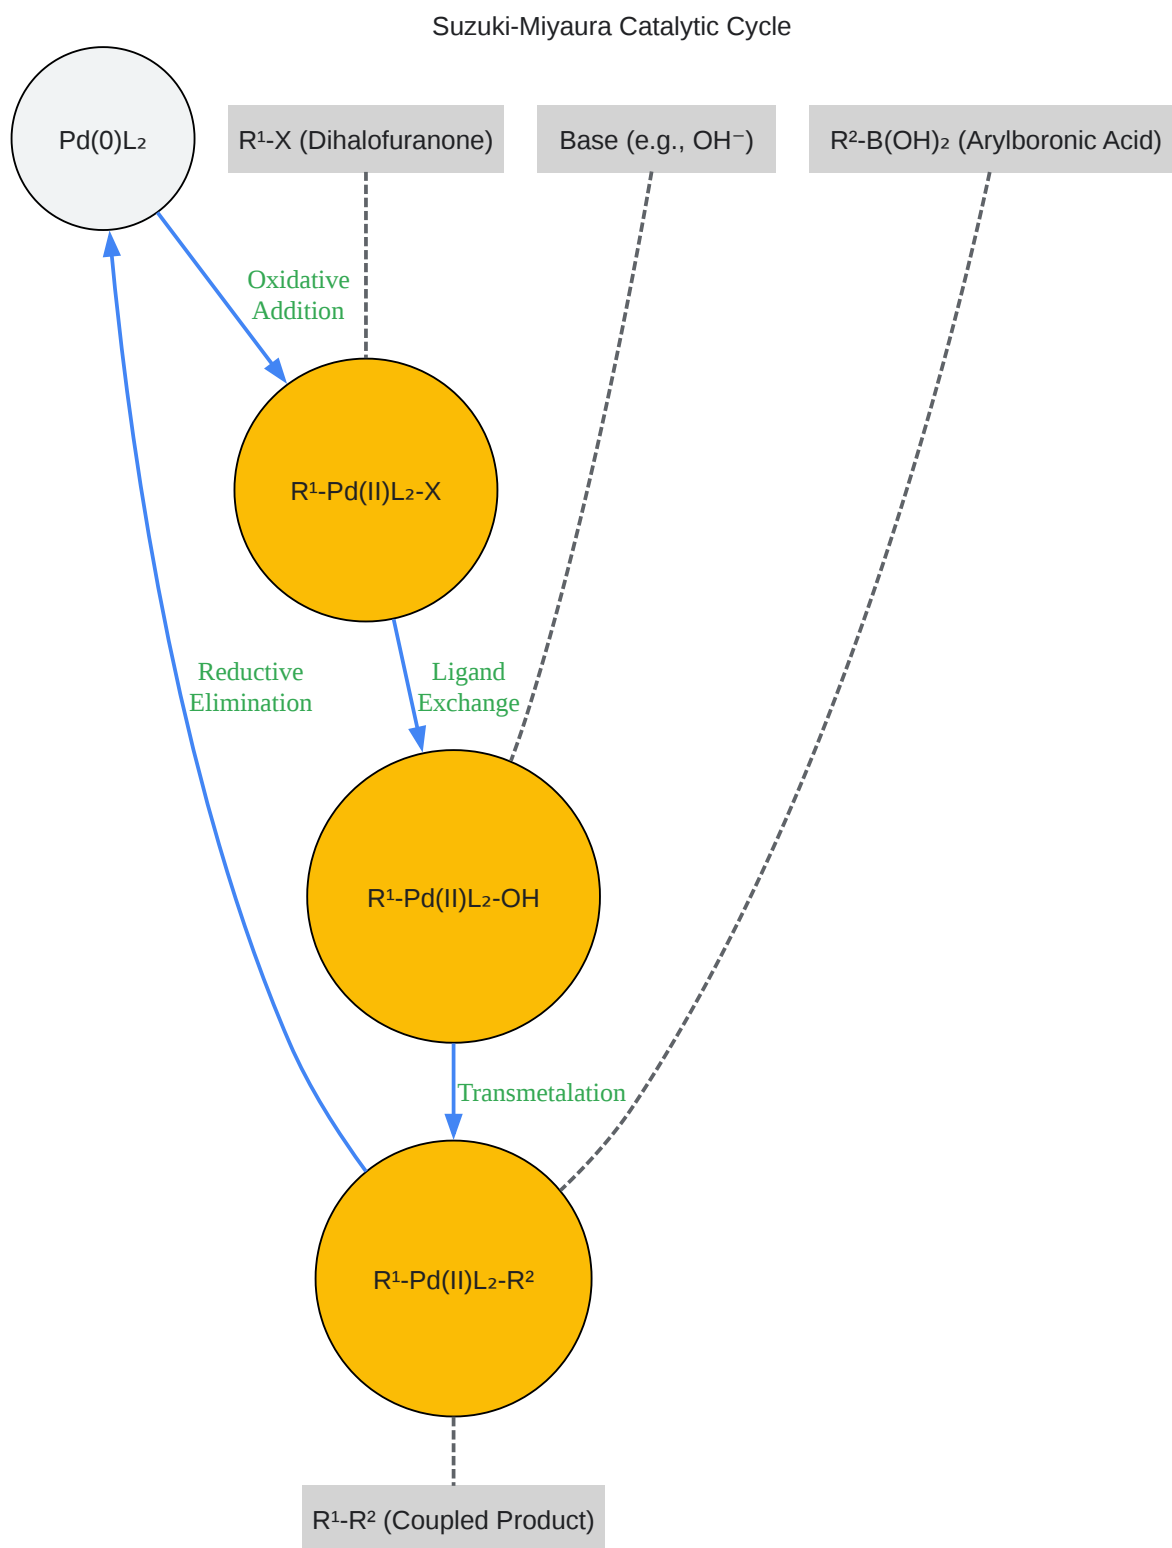 Suzuki-Miyaura Catalytic Cycle
Pd(0)L₂
R¹-X (Dihalofuranone)
Base (e.g., OH⁻)
R²-B(OH)₂ (Arylboronic Acid)
Oxidative
Addition
R¹-Pd(II)L₂-X
Reductive
Elimination
Ligand
Exchange
R¹-Pd(II)L₂-OH
Transmetalation
R¹-Pd(II)L₂-R²
R¹-R² (Coupled Product)